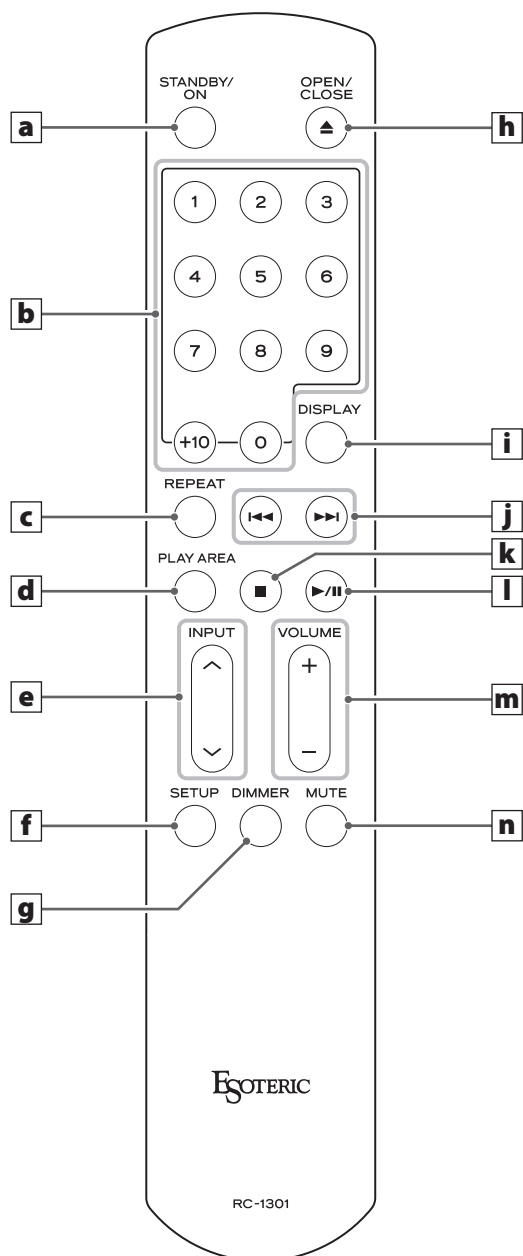 STANDBY/
ON
OPEN/
CLOSE
a
h
1 2 3
4 5 6
b
7 8 9
DISPLAY
+10 0
i
REPEAT
c
j
k
PLAY AREA
d
l
INPUT VOLUME
+
e
m
−
SETUP DIMMER MUTE
f
n
g
ESOTERIC
RC-1301